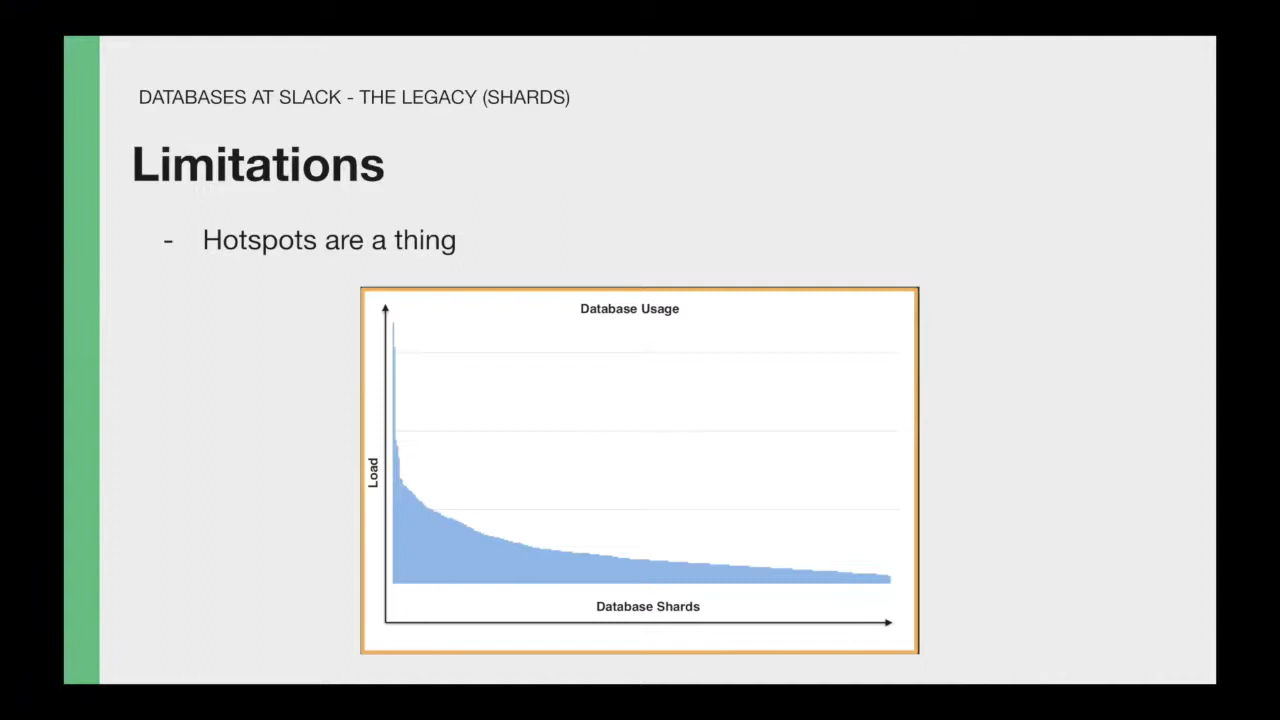 DATABASES AT SLACK - THE LEGACY (SHARDS)
Limitations
- Hotspots are a thing
Database Usage
Load
Database Shards